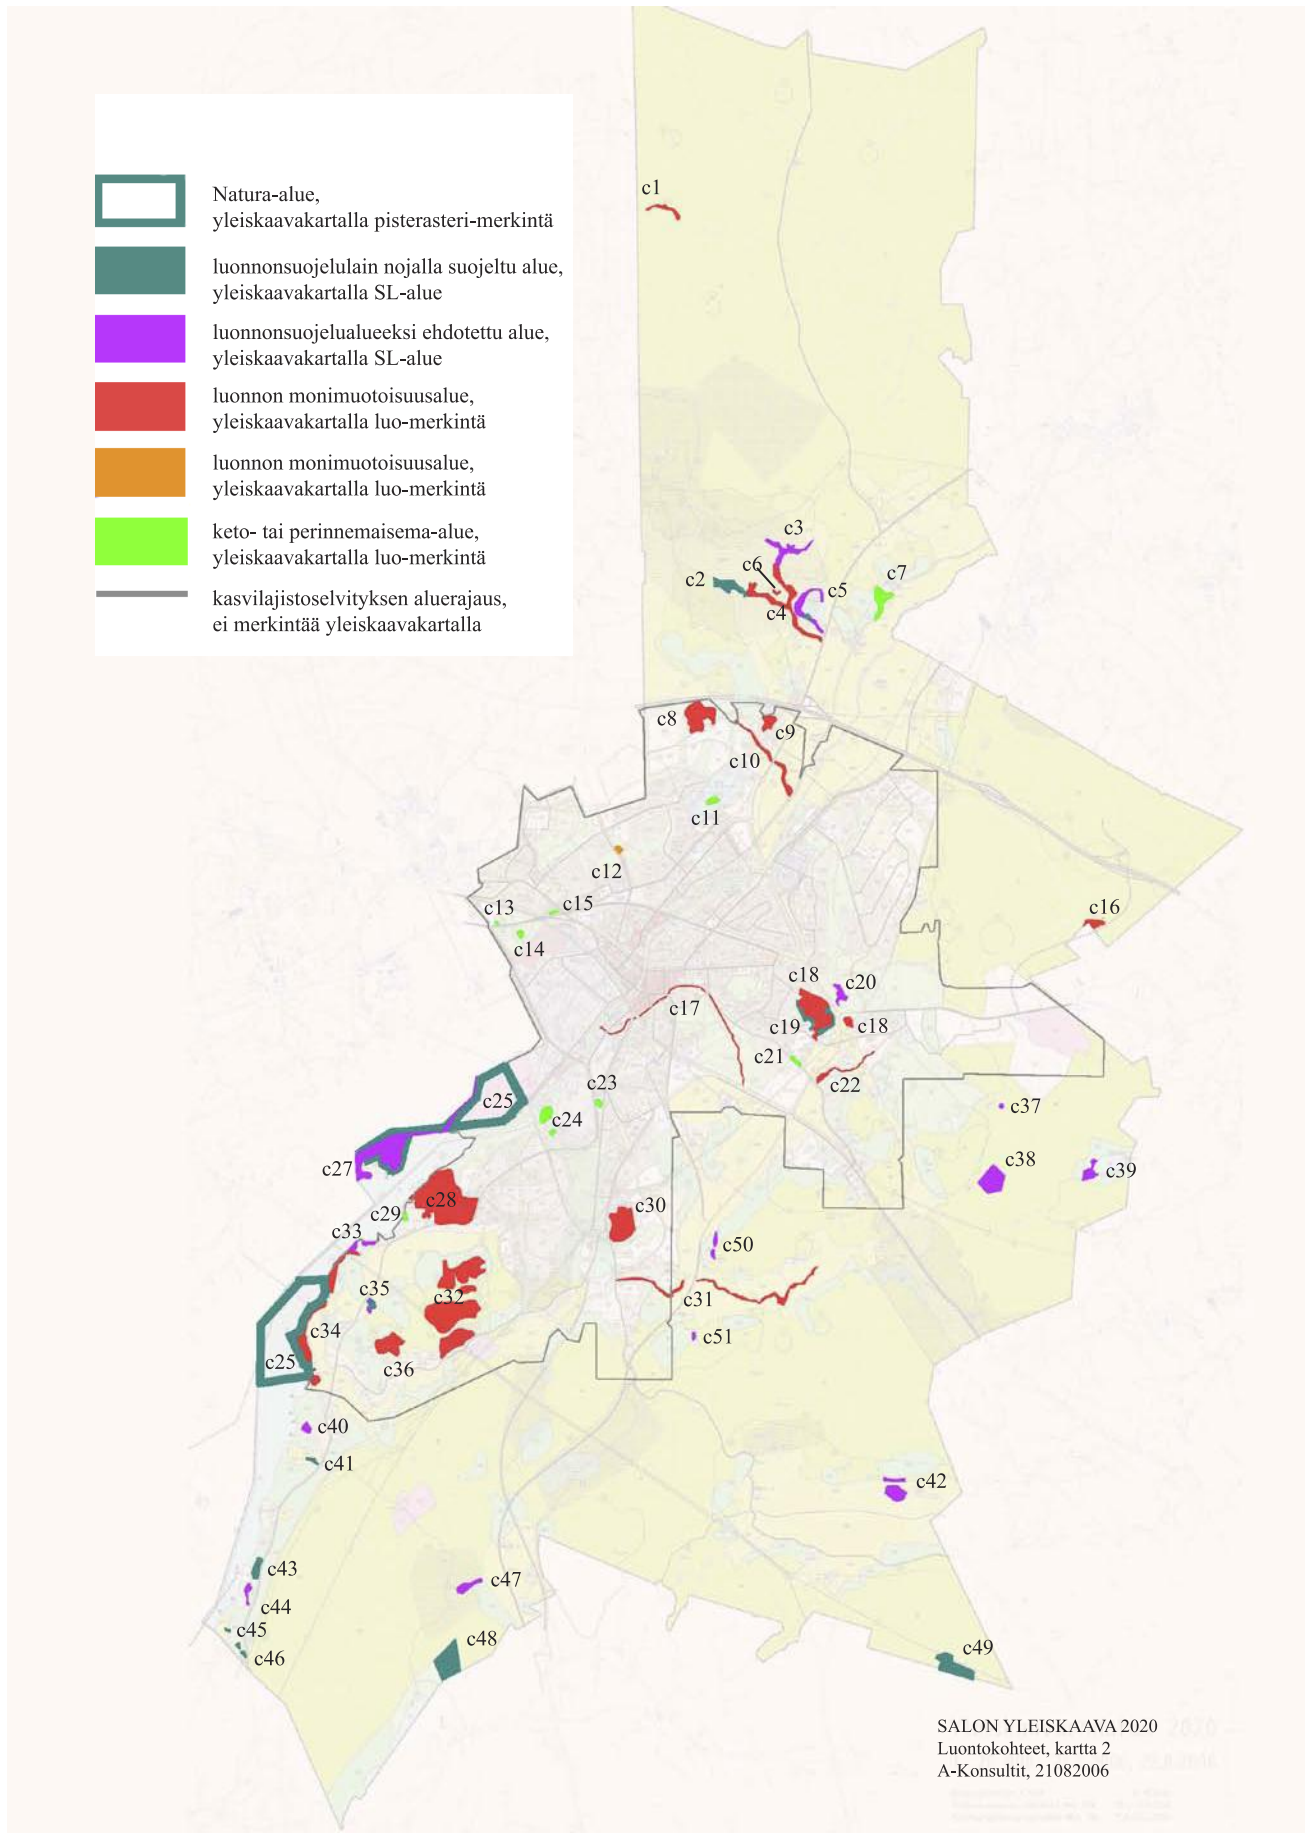 Natura-alue,
yleiskaavakartalla pisterasteri-merkintä
luonnonsuojelulain nojalla suojeltu alue,
yleiskaavakartalla SL-alue
luonnonsuojelualueeksi ehdotettu alue,
yleiskaavakartalla SL-alue
luonnon monimuotoisuusalue,
yleiskaavakartalla luo-merkintä
luonnon monimuotoisuusalue,
yleiskaavakartalla luo-merkintä
keto- tai perinnemaisema-alue,
yleiskaavakartalla luo-merkintä
kasvilajistoselvityksen aluerajaus,
ei merkintää yleiskaavakartalla
c1
c3
c6
c2
c5
c7
c4
c8
c9
c10
c11
c12
c13
c15
c14
c16
c18
c20
c17
c19
c18
c21
c22
c23
c25
c24
c37
c27
c38
c39
c28
c29
c30
c33
c50
c35
c32
c31
c34
c51
c25
c36
c40
c41
c42
c43
c47
c44
c45
c46
c48
c49
SALON YLEISKAAVA 2020
Luontokohteet, kartta 2
A-Konsultit, 21082006